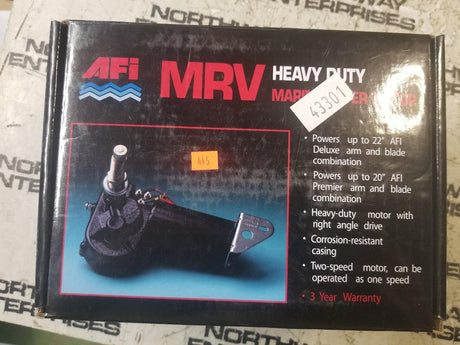 NORTHWAY
ENTERPRISES
AFi
MRV
HEAVY DUTY
43301
445
• Powers up to 22" AFI
Deluxe arm and blade
combination
• Powers up to 20" AFI
Premier arm and blade
combination
• Heavy-duty motor with
right angle drive
• Corrosion-resistant
casing
• Two-speed motor, can be
operated as one speed
• 3 Year Warranty